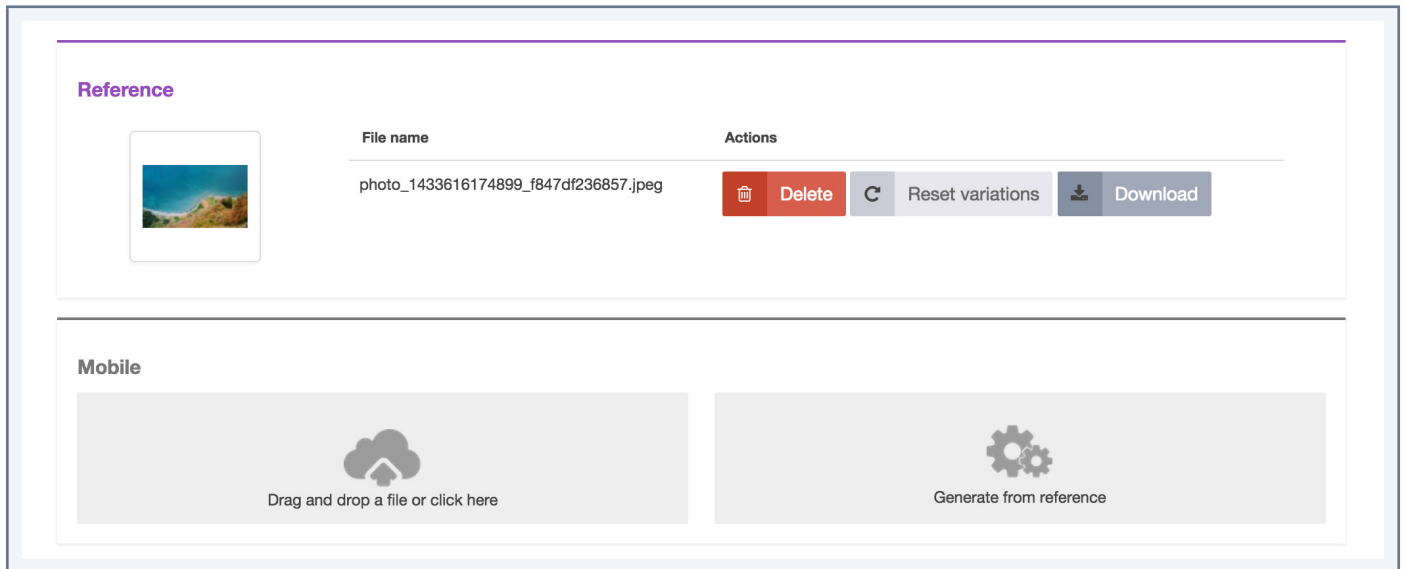 Reference
File name
Actions
photo_1433616174899_f847df236857.jpeg
Delete
Reset variations
Download
Mobile
Drag and drop a file or click here
Generate from reference